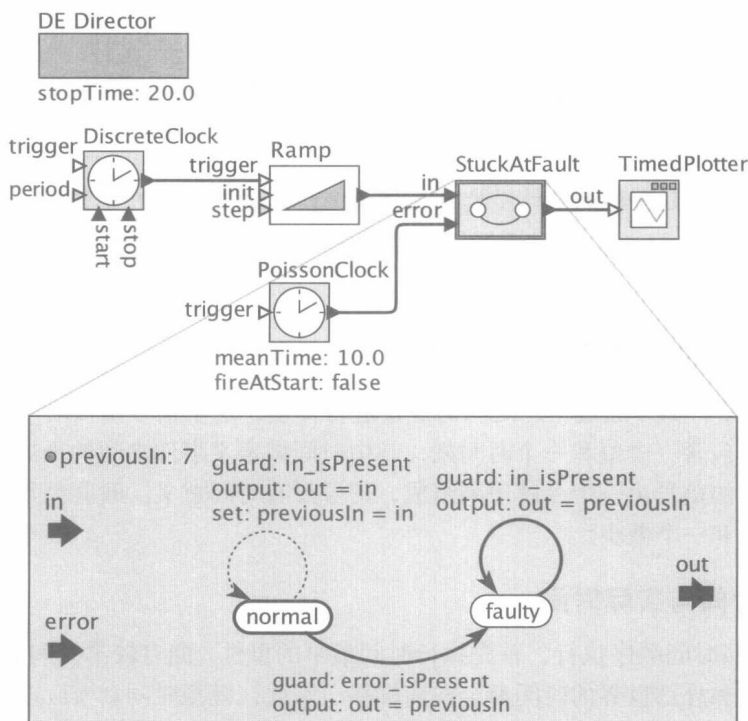 DE Director
stopTime: 20.0
DiscreteClock
trigger
period
start
stop
trigger
init
step
Ramp
in
error
StuckAtFault
out
TimedPlotter
PoissonClock
trigger
meanTime: 10.0
fireAtStart: false
previousIn: 7
in
error
guard: in_isPresent
output: out = in
set: previousIn = in
guard: in_isPresent
output: out = previousIn
out
normal
faulty
guard: error_isPresent
output: out = previousIn